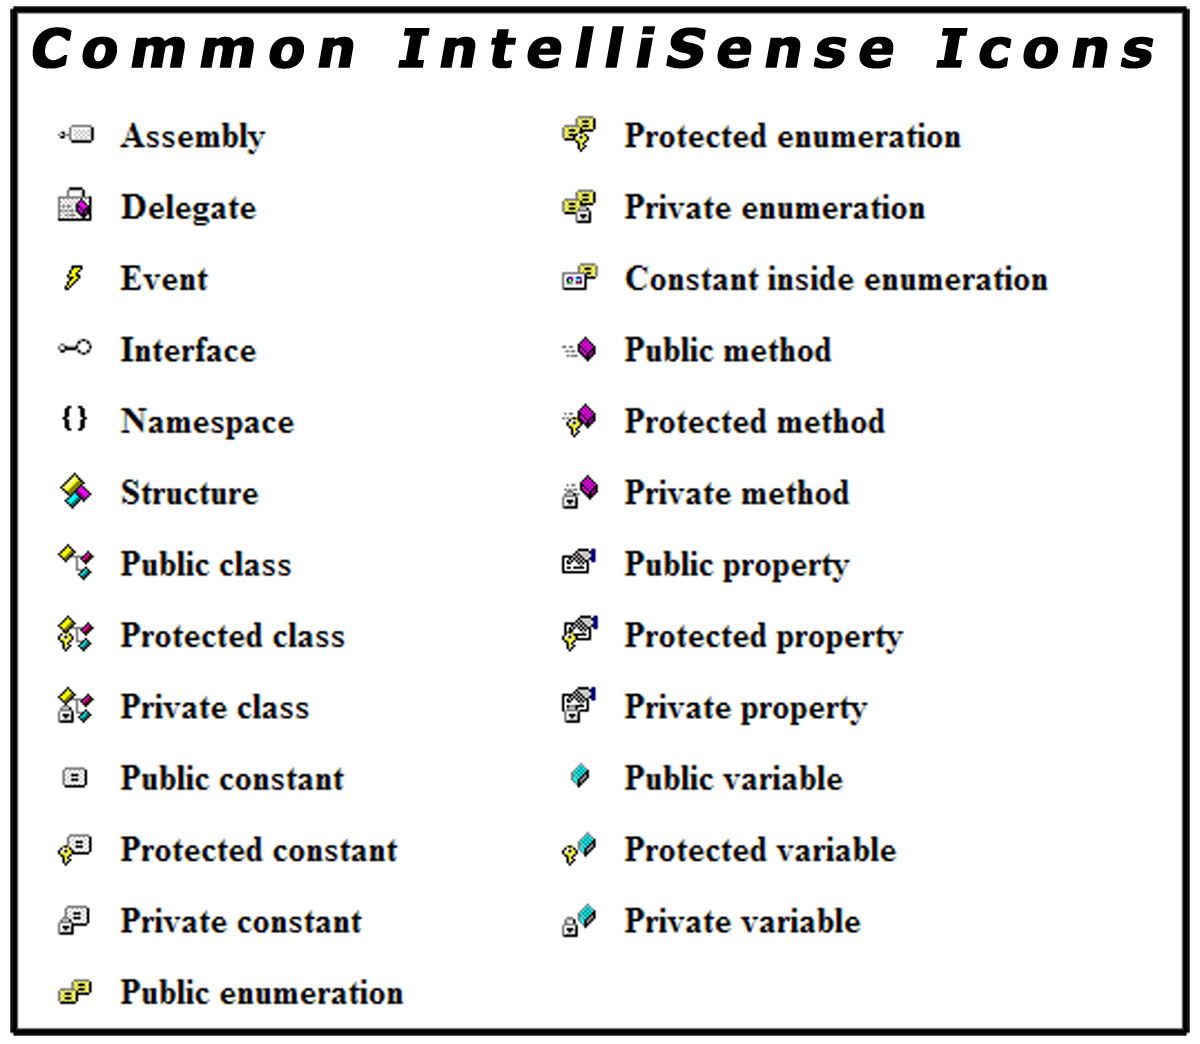 Common IntelliSense Icons
Assembly
Delegate
Event
Interface
{} Namespace
Structure
Public class
Protected class
Private class
Public constant
Protected constant
Private constant
Public enumeration
Protected enumeration
Private enumeration
Constant inside enumeration
Public method
Protected method
Private method
Public property
Protected property
Private property
Public variable
Protected variable
Private variable